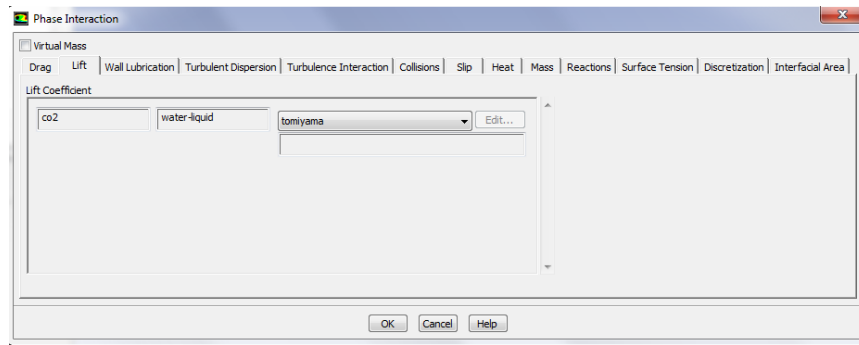 Phase Interaction
Virtual Mass
Drag Lift Wall Lubrication Turbulent Dispersion Turbulence Interaction Collisions Slip Heat Mass Reactions Surface Tension Discretization Interfacial Area
Lift Coefficient
co2 water-liquid tomiyama Edit...
OK Cancel Help